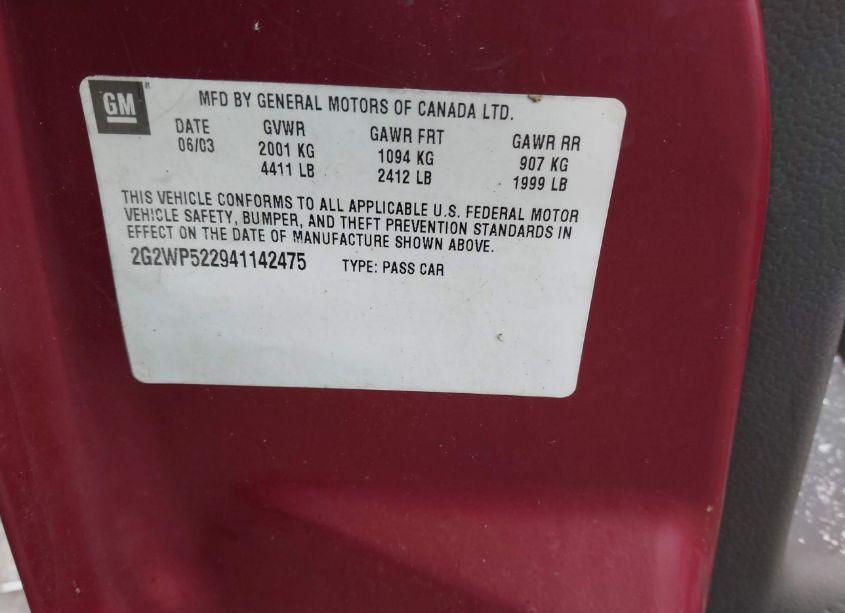 GM
MFD BY GENERAL MOTORS OF CANADA LTD.
DATE GVWR GAWR FRT GAWR RR
06/03 2001 KG 1094 KG 907 KG
4411 LB 2412 LB 1999 LB
THIS VEHICLE CONFORMS TO ALL APPLICABLE U.S. FEDERAL MOTOR
VEHICLE SAFETY, BUMPER, AND THEFT PREVENTION STANDARDS IN
EFFECT ON THE DATE OF MANUFACTURE SHOWN ABOVE.
2G2WP522941142475 TYPE: PASS CAR